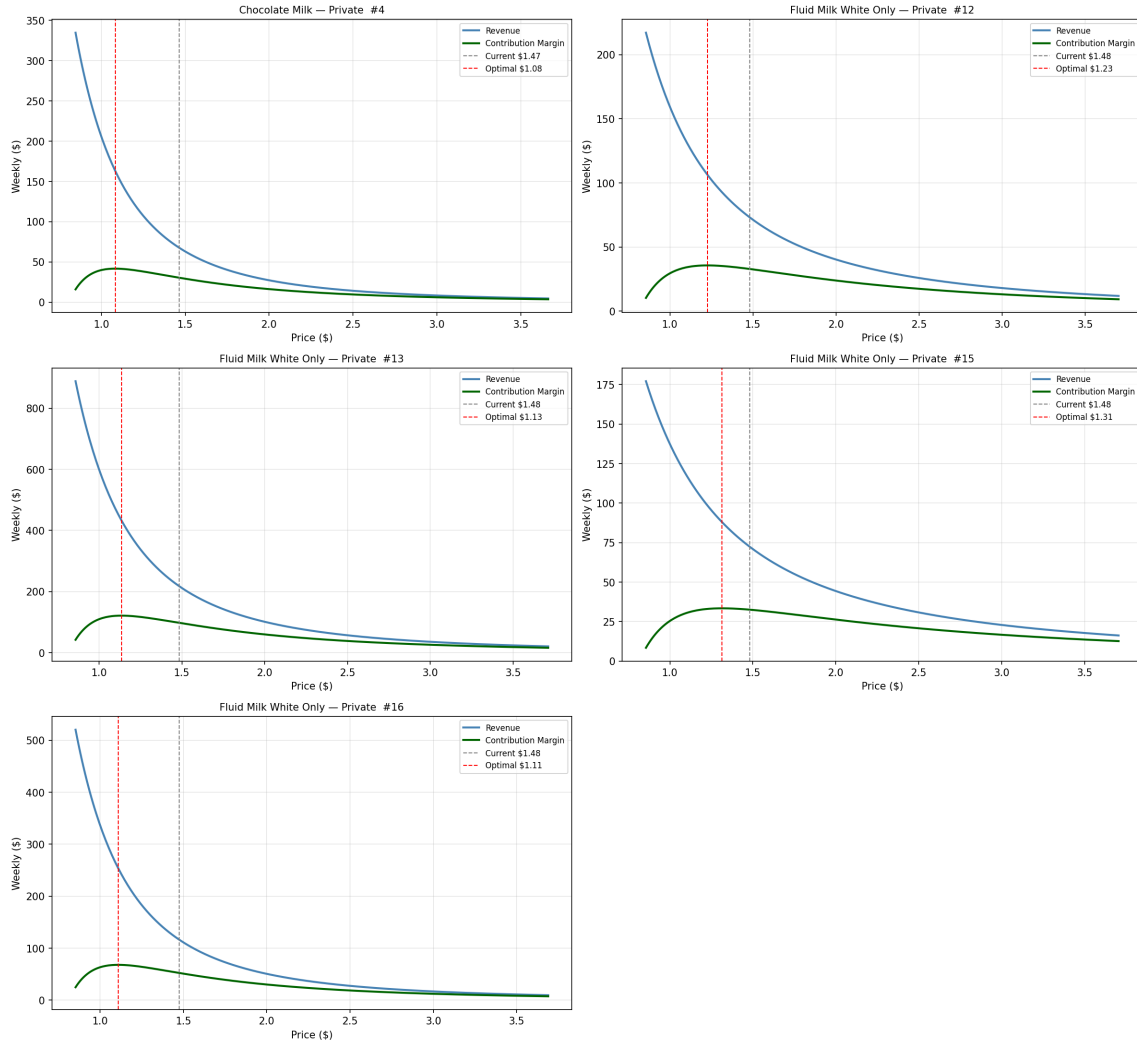 Chocolate Milk — Private  #4
350
300
250
200
150
100
50
0
Weekly ($)
1.0 1.5 2.0 2.5 3.0 3.5
Price ($)
Revenue
Contribution Margin
Current $1.47
Optimal $1.08
Fluid Milk White Only — Private  #12
200
150
100
50
0
Weekly ($)
1.0 1.5 2.0 2.5 3.0 3.5
Price ($)
Revenue
Contribution Margin
Current $1.48
Optimal $1.23
Fluid Milk White Only — Private  #13
800
600
400
200
0
Weekly ($)
1.0 1.5 2.0 2.5 3.0 3.5
Price ($)
Revenue
Contribution Margin
Current $1.48
Optimal $1.13
Fluid Milk White Only — Private  #15
175
150
125
100
75
50
25
0
Weekly ($)
1.0 1.5 2.0 2.5 3.0 3.5
Price ($)
Revenue
Contribution Margin
Current $1.48
Optimal $1.31
Fluid Milk White Only — Private  #16
500
400
300
200
100
0
Weekly ($)
1.0 1.5 2.0 2.5 3.0 3.5
Price ($)
Revenue
Contribution Margin
Current $1.48
Optimal $1.11